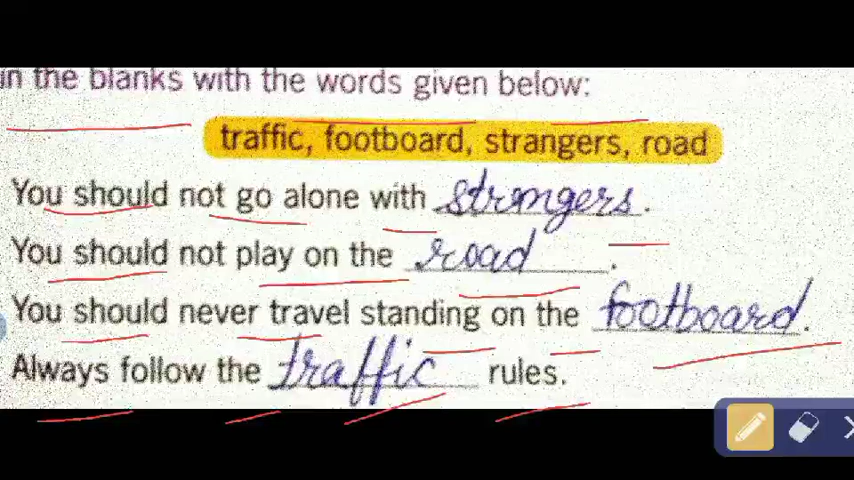 in the blanks with the words given below:
traffic, footboard, strangers, road
You should not go alone with strangers.
You should not play on the road.
You should never travel standing on the footboard.
Always follow the traffic rules.